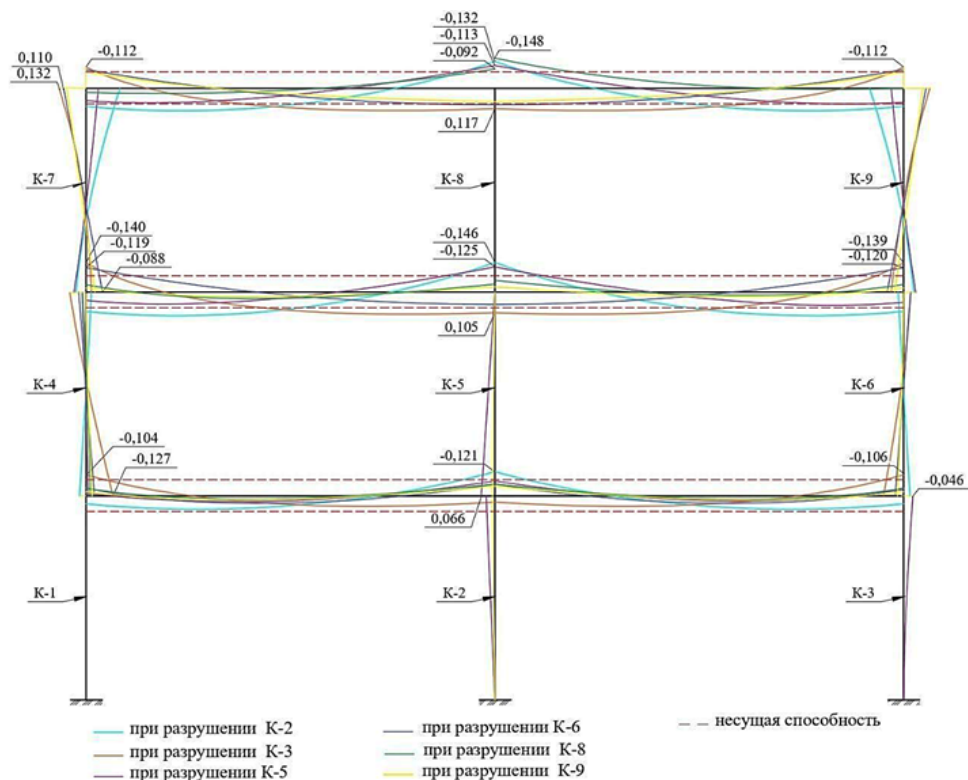 -0,132
-0,113
-0,092
-0,148
-0,112
-0,112
0,110
0,132
0,117
К-7
К-8
К-9
-0,140
-0,119
-0,088
-0,146
-0,125
-0,139
-0,120
0,105
К-4
К-5
К-6
-0,104
-0,127
-0,121
-0,106
-0,046
0,066
К-1
К-2
К-3
при разрушении К-2
при разрушении К-3
при разрушении К-5
при разрушении К-6
при разрушении К-8
при разрушении К-9
несущая способность